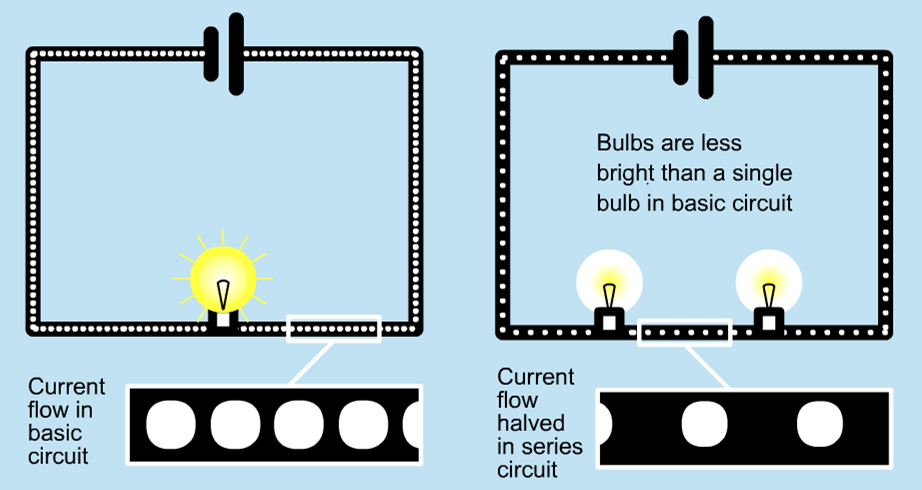 Bulbs are less
bright than a single
bulb in basic circuit
Current
flow in
basic
circuit
Current
flow
halved
in series
circuit